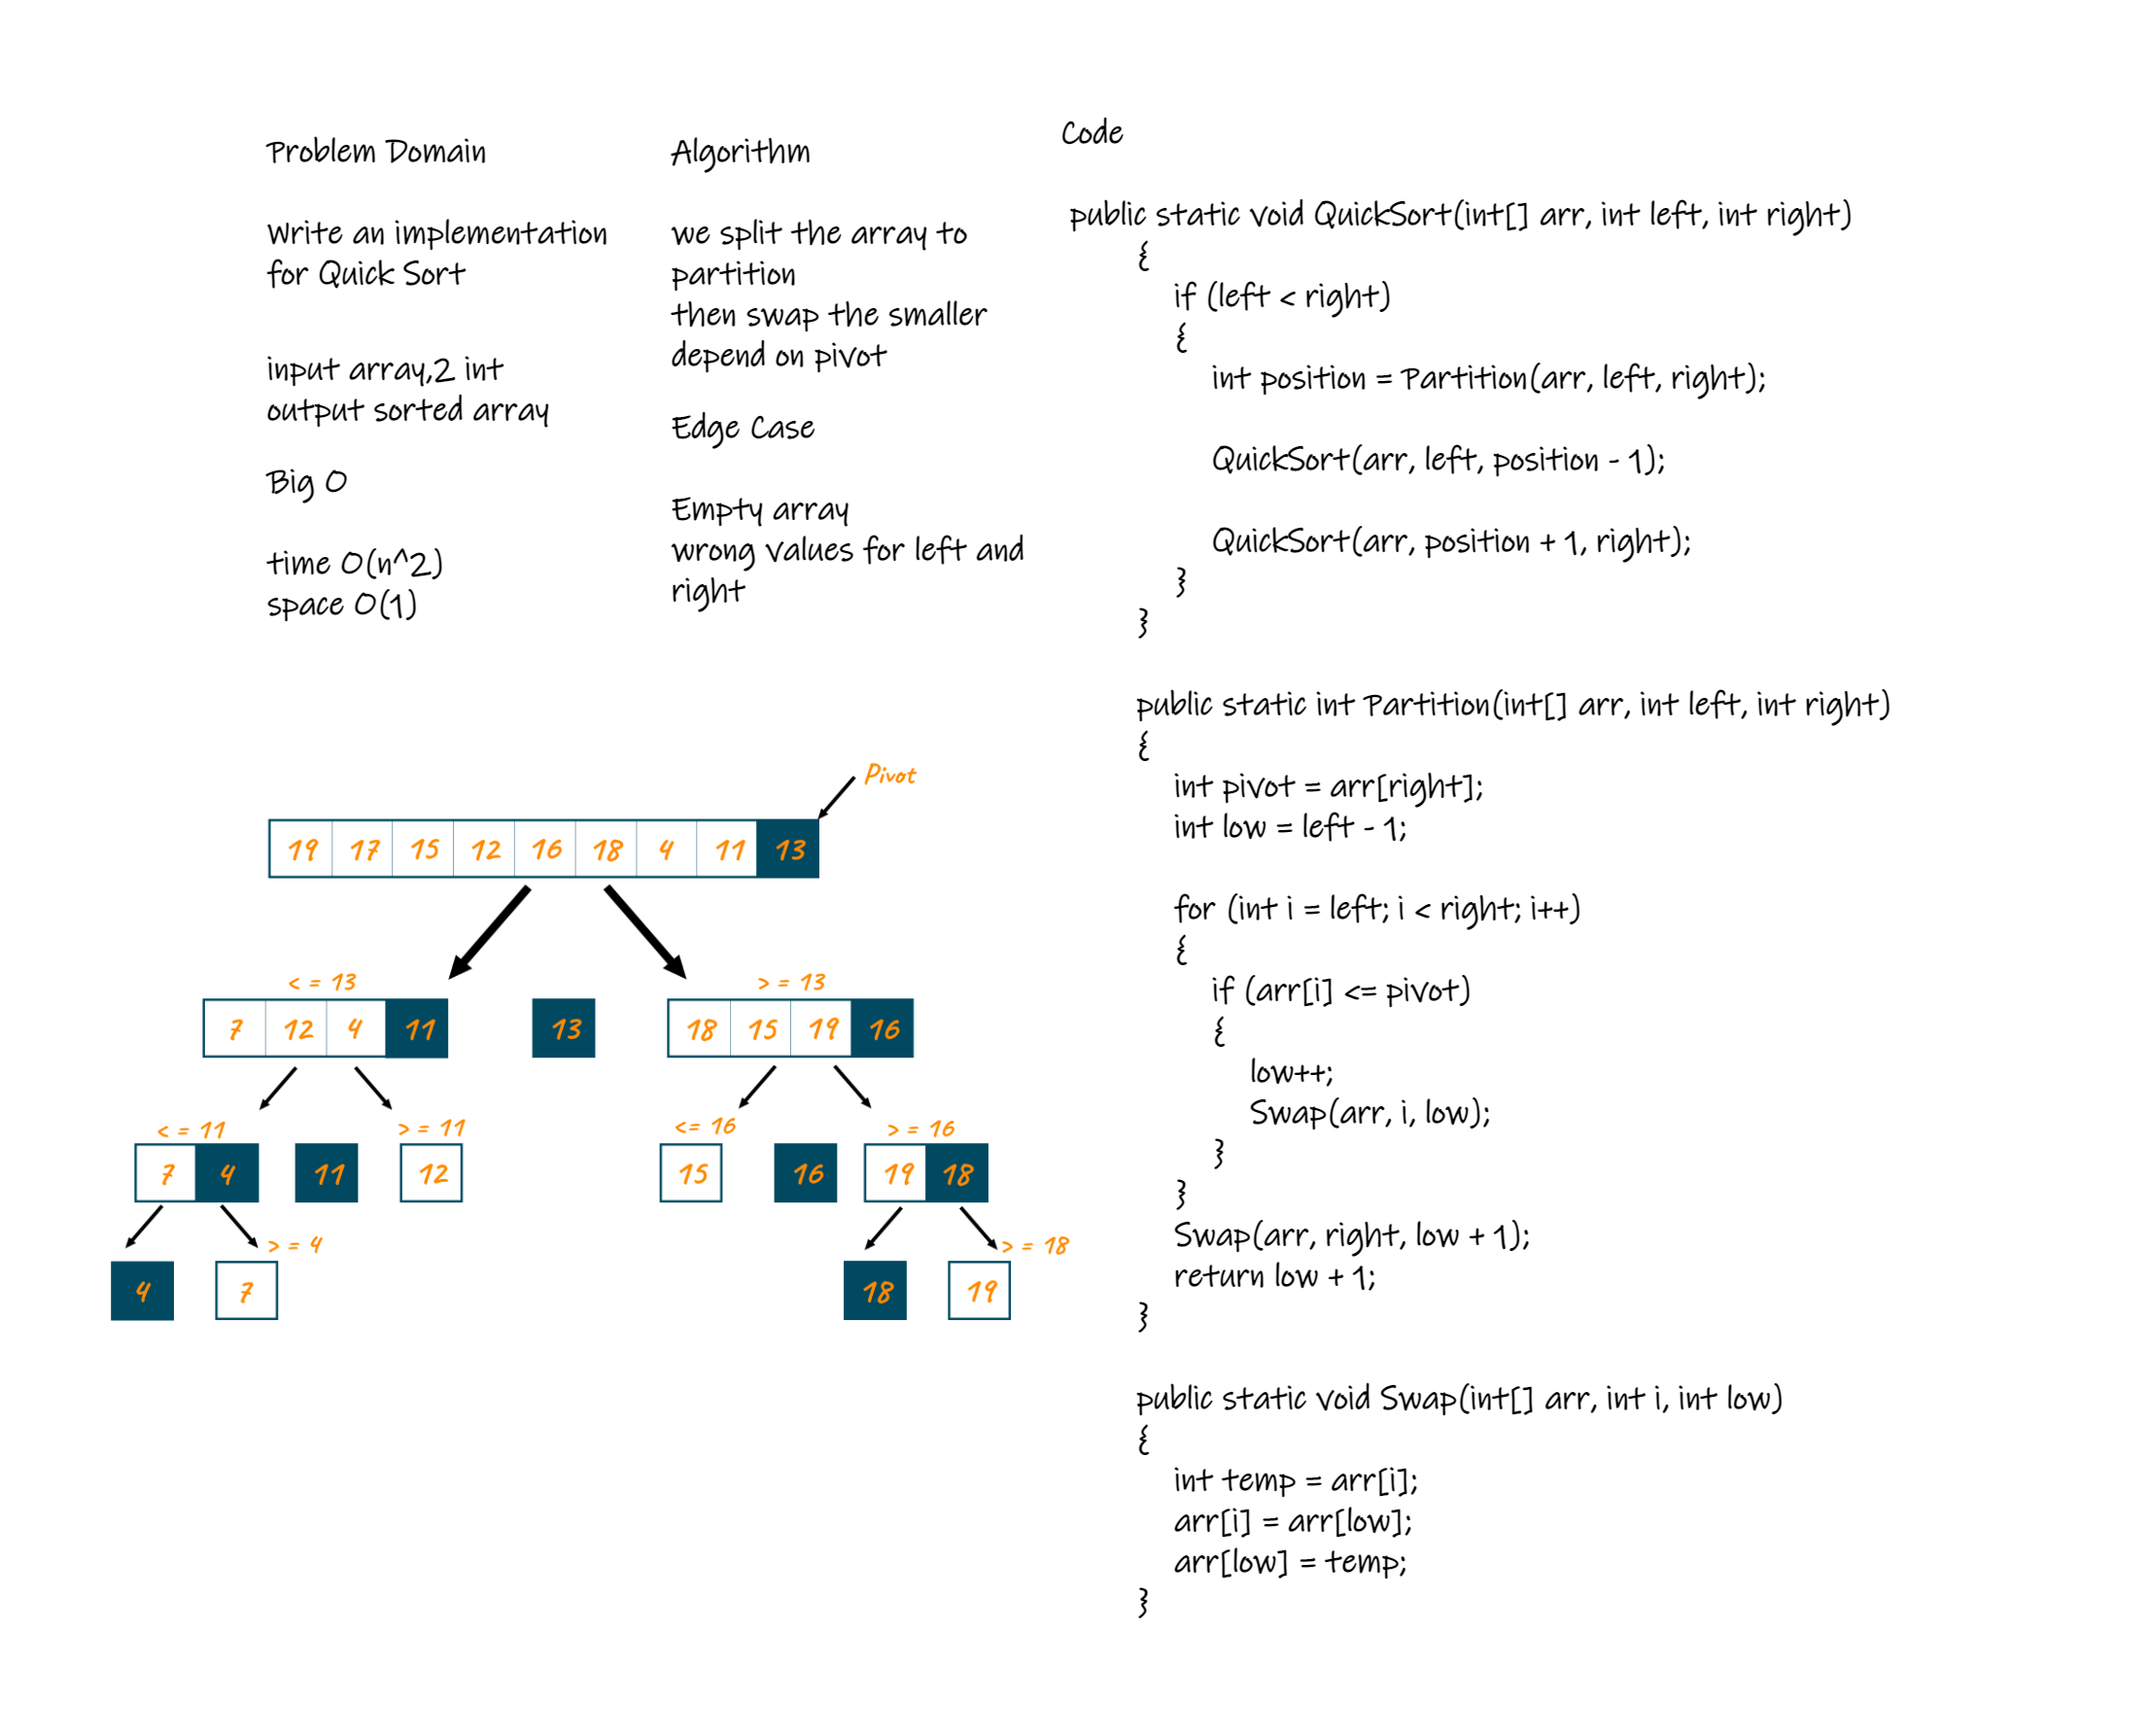 Problem Domain
Write an implementation
for Quick Sort
input array,2 int
output sorted array
Big O
time O(n^2)
space O(1)
Algorithm
we split the array to
partition
then swap the smaller
depend on pivot
Edge Case
Empty array
wrong values for left and
right
Code
public static void QuickSort(int[] arr, int left, int right)
{
if (left < right)
{
int position = Partition(arr, left, right);
QuickSort(arr, left, position - 1);
QuickSort(arr, position + 1, right);
}
}
public static int Partition(int[] arr, int left, int right)
{
int pivot = arr[right];
int low = left - 1;
for (int i = left; i < right; i++)
{
if (arr[i] <= pivot)
{
low++;
Swap(arr, i, low);
}
}
Swap(arr, right, low + 1);
return low + 1;
}
public static void Swap(int[] arr, int i, int low)
{
int temp = arr[i];
arr[i] = arr[low];
arr[low] = temp;
}
Pivot
19 17 15 12 16 18 4 11 13
< = 13 > = 13
7 12 4 11 13 18 15 19 16
< = 11 > = 11 <= 16 > = 16
7 4 11 12 15 16 19 18
> = 4 > = 18
4 7 18 19